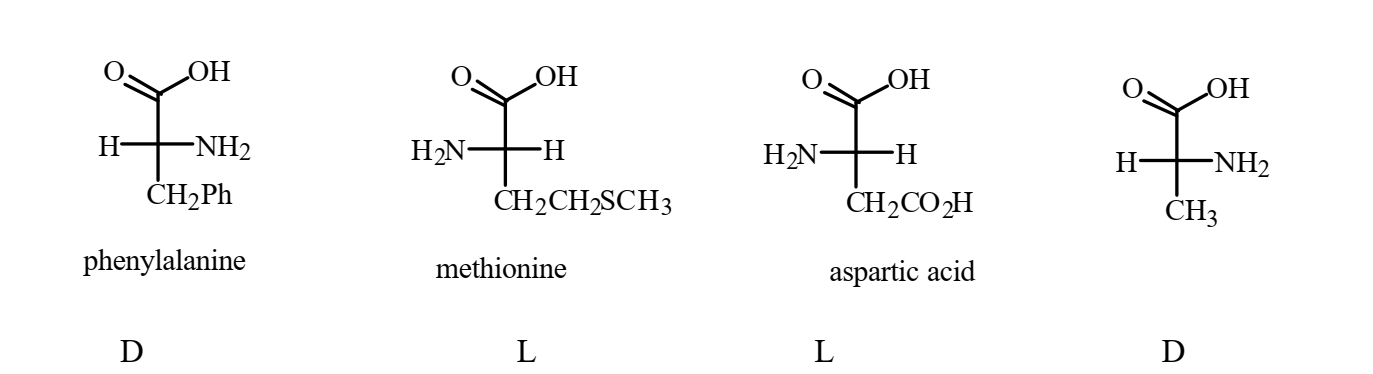 O OH O OH O OH O OH
H NH2 H2N H H2N H H NH2
CH2Ph CH2CH2SCH3 CH2CO2H CH3
phenylalanine methionine aspartic acid
D L L D